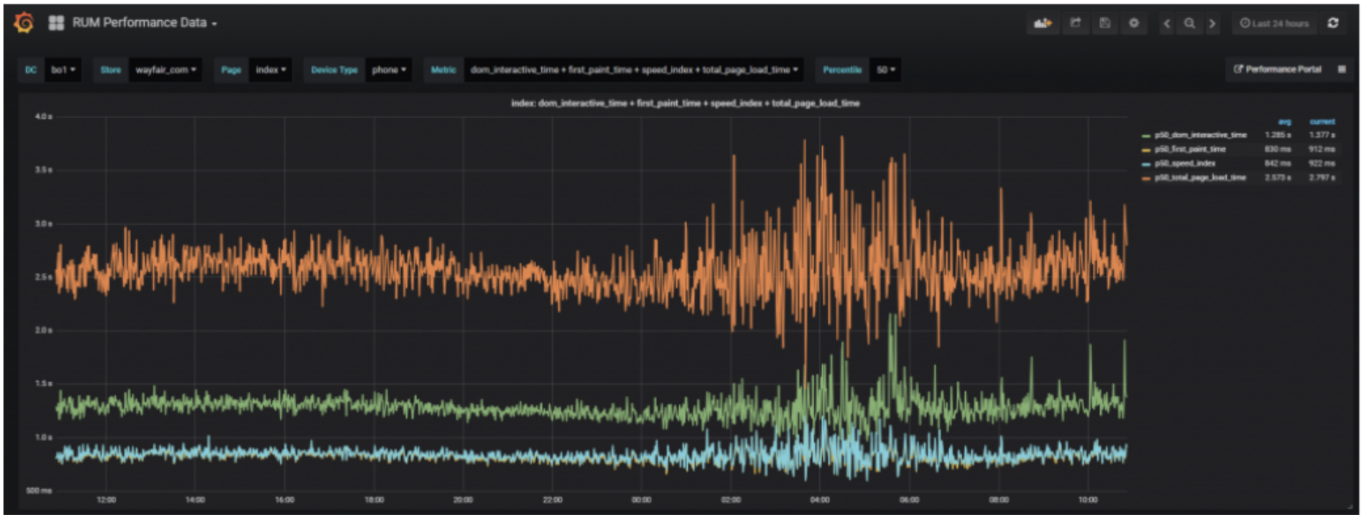 RUM Performance Data
Last 24 hours
DC bo1 Store wayfair_com Page index Device Type phone Metric dom_interactive_time + first_paint_time + speed_index + total_page_load_time Percentile 50 Performance Portal
index: dom_interactive_time + first_paint_time + speed_index + total_page_load_time
avg current
p50_dom_interactive_time 1.285 s 1.377 s
p50_first_paint_time 830 ms 912 ms
p50_speed_index 842 ms 922 ms
p50_total_page_load_time 2.573 s 2.797 s
4.0 s
3.5 s
3.0 s
2.5 s
2.0 s
1.5 s
1.0 s
500 ms
12:00 14:00 16:00 18:00 20:00 22:00 00:00 02:00 04:00 06:00 08:00 10:00